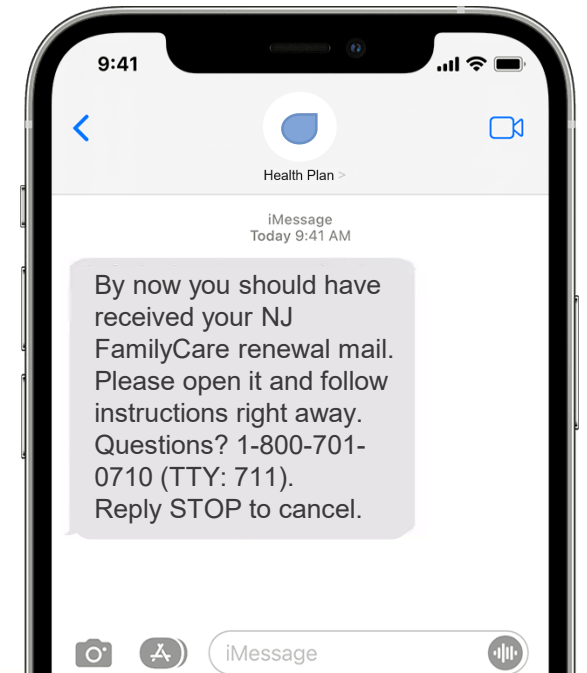 9:41
Health Plan >
iMessage
Today 9:41 AM
By now you should have
received your NJ
FamilyCare renewal mail.
Please open it and follow
instructions right away.
Questions? 1-800-701-
0710 (TTY: 711).
Reply STOP to cancel.
iMessage